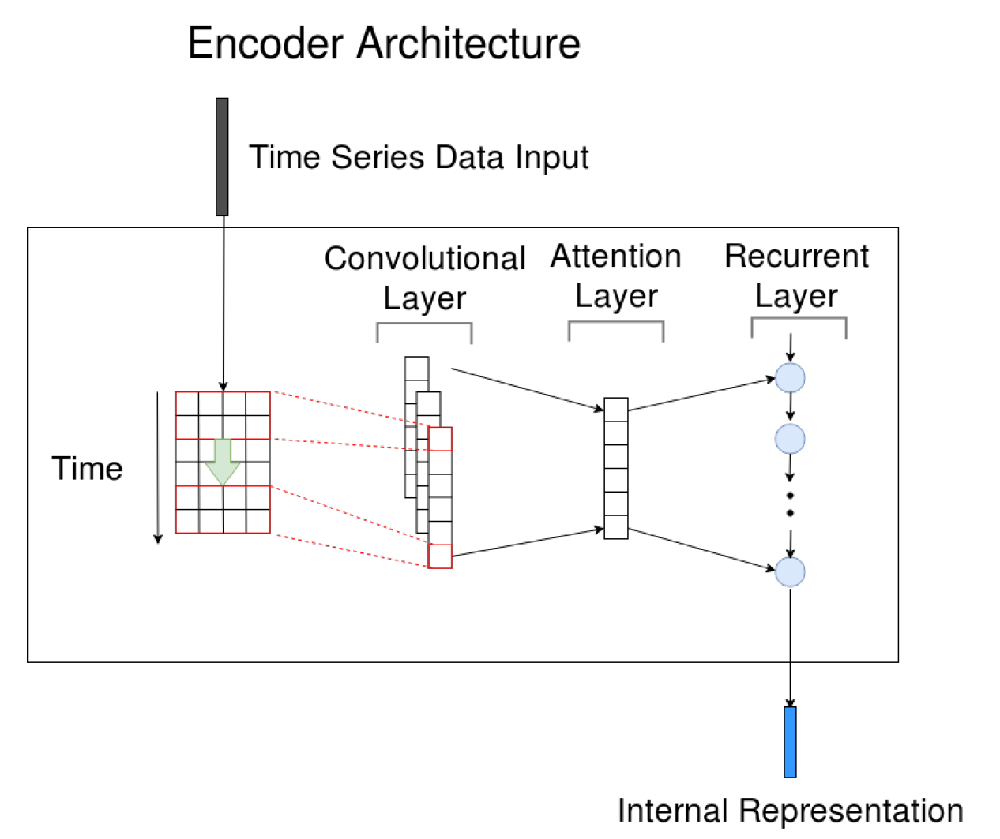 Encoder Architecture
Time Series Data Input
Convolutional
Layer
Attention
Layer
Recurrent
Layer
Time
Internal Representation